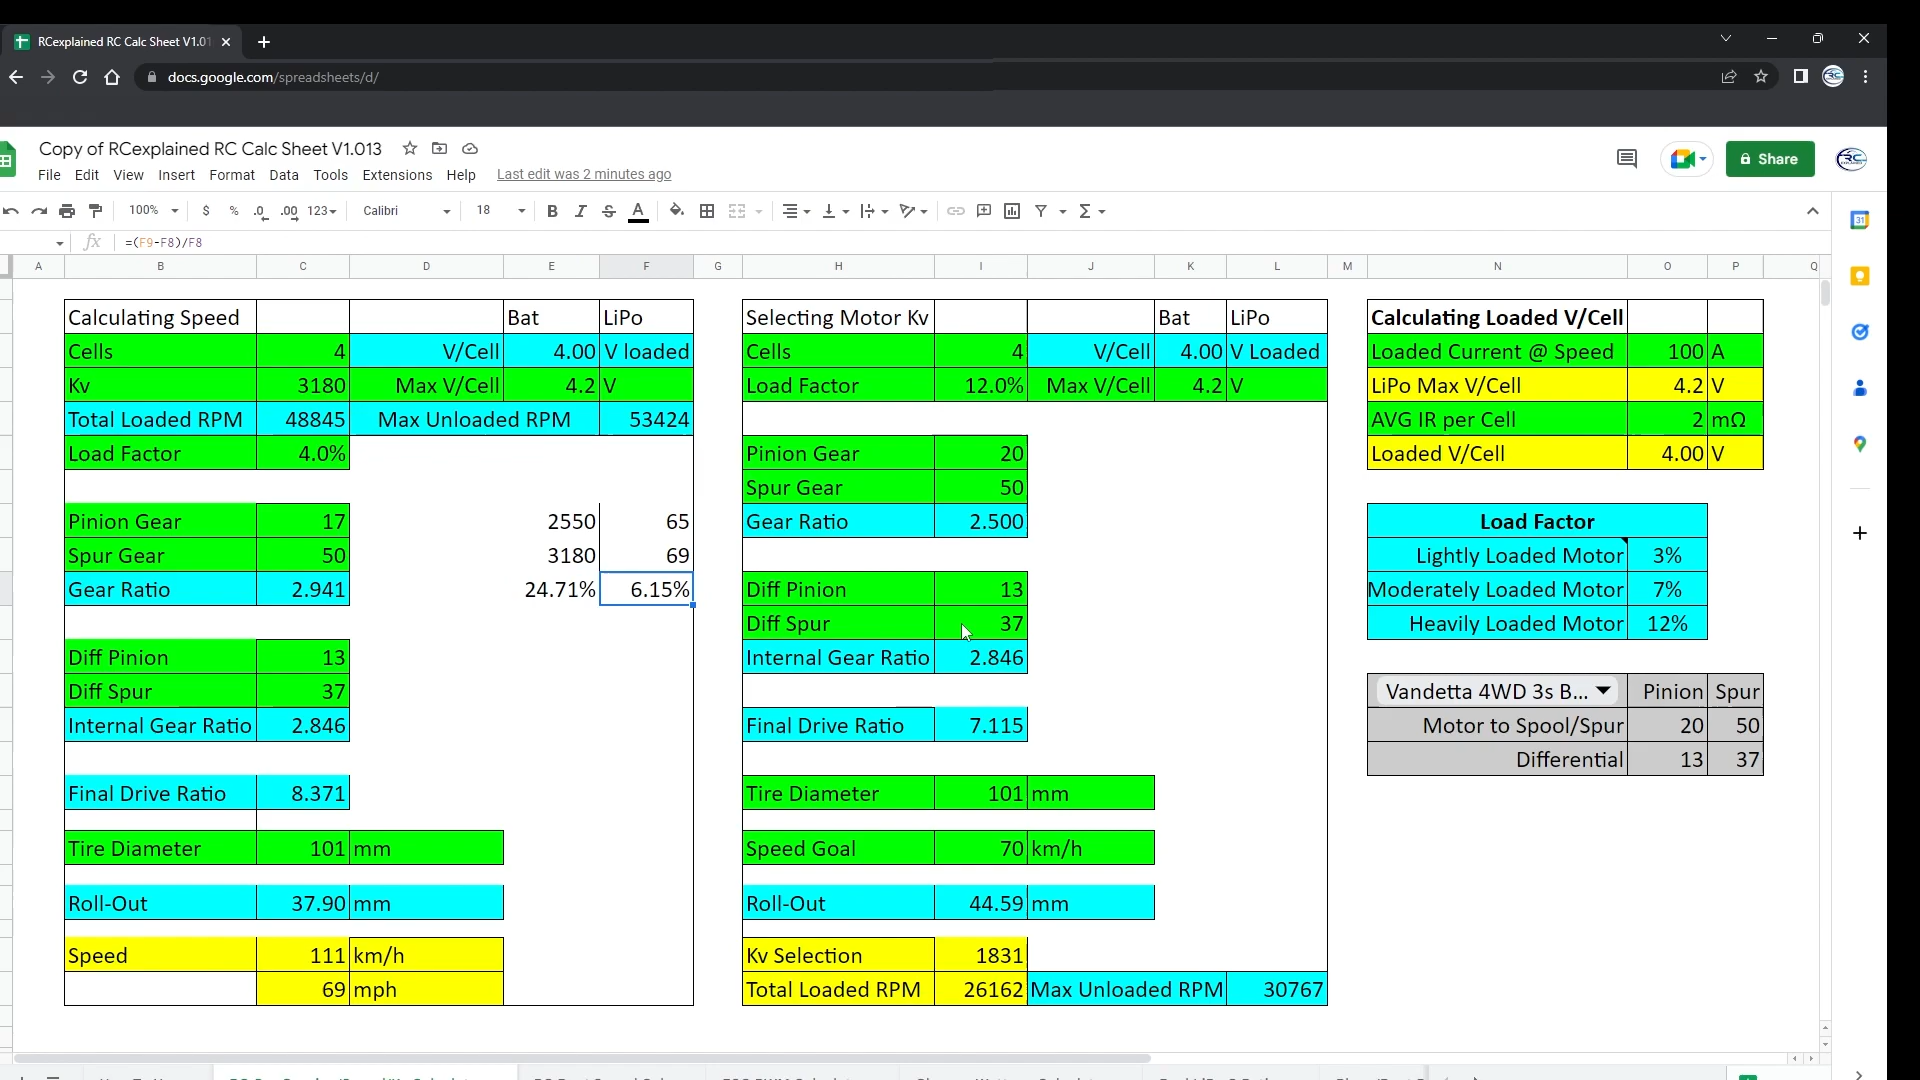 RCexplained RC Calc Sheet V1.01
docs.google.com/spreadsheets/d/
Copy of RCexplained RC Calc Sheet V1.013
File Edit View Insert Format Data Tools Extensions Help Last edit was 2 minutes ago
Share
100% $ % .0 .00 123 Calibri 18 B I S A
fx =(F9-F8)/F8
31
A B C D E F G H I J K L M N O P Q
Calculating Speed Bat LiPo
Cells 4 V/Cell 4.00 V loaded
Kv 3180 Max V/Cell 4.2 V
Total Loaded RPM 48845 Max Unloaded RPM 53424
Load Factor 4.0%
Pinion Gear 17 2550 65
Spur Gear 50 3180 69
Gear Ratio 2.941 24.71% 6.15%
Diff Pinion 13
Diff Spur 37
Internal Gear Ratio 2.846
Final Drive Ratio 8.371
Tire Diameter 101 mm
Roll-Out 37.90 mm
Speed 111 km/h
69 mph
Selecting Motor Kv Bat LiPo
Cells 4 V/Cell 4.00 V Loaded
Load Factor 12.0% Max V/Cell 4.2 V
Pinion Gear 20
Spur Gear 50
Gear Ratio 2.500
Diff Pinion 13
Diff Spur 37
Internal Gear Ratio 2.846
Final Drive Ratio 7.115
Tire Diameter 101 mm
Speed Goal 70 km/h
Roll-Out 44.59 mm
Kv Selection 1831
Total Loaded RPM 26162 Max Unloaded RPM 30767
Calculating Loaded V/Cell
Loaded Current @ Speed 100 A
LiPo Max V/Cell 4.2 V
AVG IR per Cell 2 mΩ
Loaded V/Cell 4.00 V
Load Factor
Lightly Loaded Motor 3%
Moderately Loaded Motor 7%
Heavily Loaded Motor 12%
Vandetta 4WD 3s B... Pinion Spur
Motor to Spool/Spur 20 50
Differential 13 37